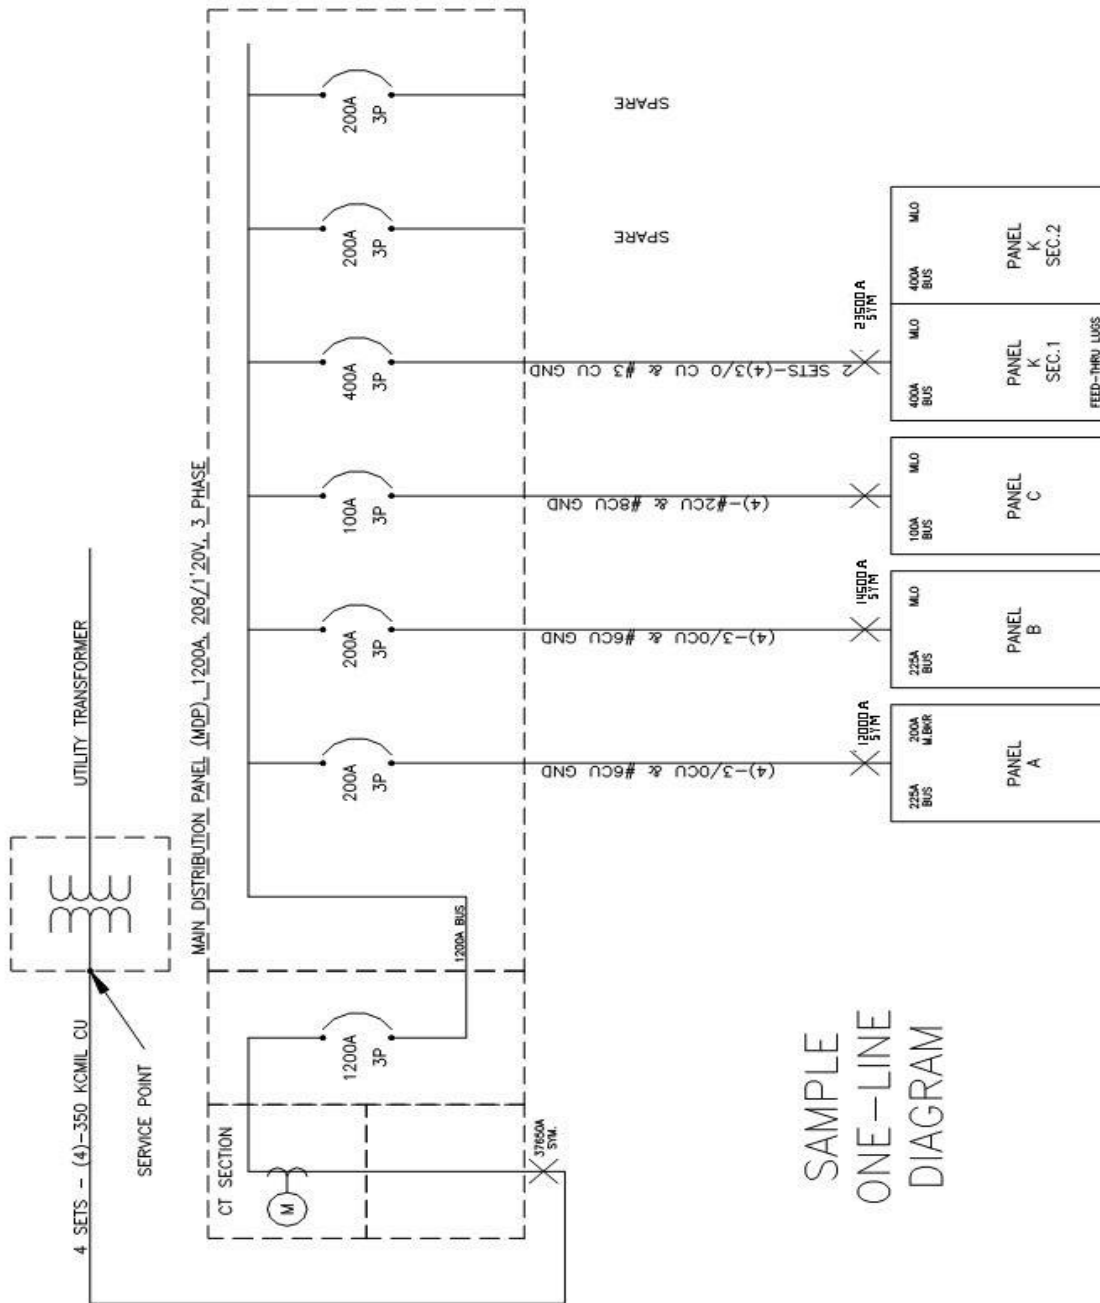 UTILITY TRANSFORMER
4 SETS - (4)-350 KCMIL CU
SERVICE POINT
MAIN DISTRIBUTION PANEL (MDP), 1200A, 208/1'20V, 3 PHASE
CT SECTION
M
37650A
SYM.
1200A
3P
1200A BUS
200A
3P
200A
3P
100A
3P
400A
3P
200A
3P
200A
3P
(4)-3/0CU & #6CU GND
(4)-3/0CU & #6CU GND
(4)-#2CU & #8CU GND
2 SETS-(4)3/0 CU & #3 CU GND
SPARE
SPARE
12000A
SYM
14500A
SYM
23500A
SYM
225A
BUS
200A
M.BKR
PANEL
A
225A
BUS
MLO
PANEL
B
100A
BUS
MLO
PANEL
C
400A
BUS
MLO
PANEL
K
SEC.1
FEED-THRU LUGS
400A
BUS
MLO
PANEL
K
SEC.2
SAMPLE
ONE-LINE
DIAGRAM